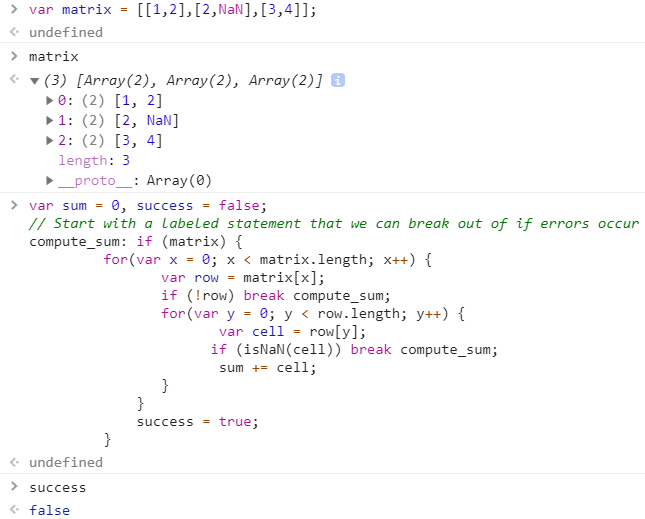 > var matrix = [[1,2],[2,NaN],[3,4]];
< undefined
> matrix
< ▼ (3) [Array(2), Array(2), Array(2)] i
▶ 0: (2) [1, 2]
▶ 1: (2) [2, NaN]
▶ 2: (2) [3, 4]
length: 3
▶ __proto__: Array(0)
> var sum = 0, success = false;
// Start with a labeled statement that we can break out of if errors occur
compute_sum: if (matrix) {
for(var x = 0; x < matrix.length; x++) {
var row = matrix[x];
if (!row) break compute_sum;
for(var y = 0; y < row.length; y++) {
var cell = row[y];
if (isNaN(cell)) break compute_sum;
sum += cell;
}
}
success = true;
}
< undefined
> success
< false